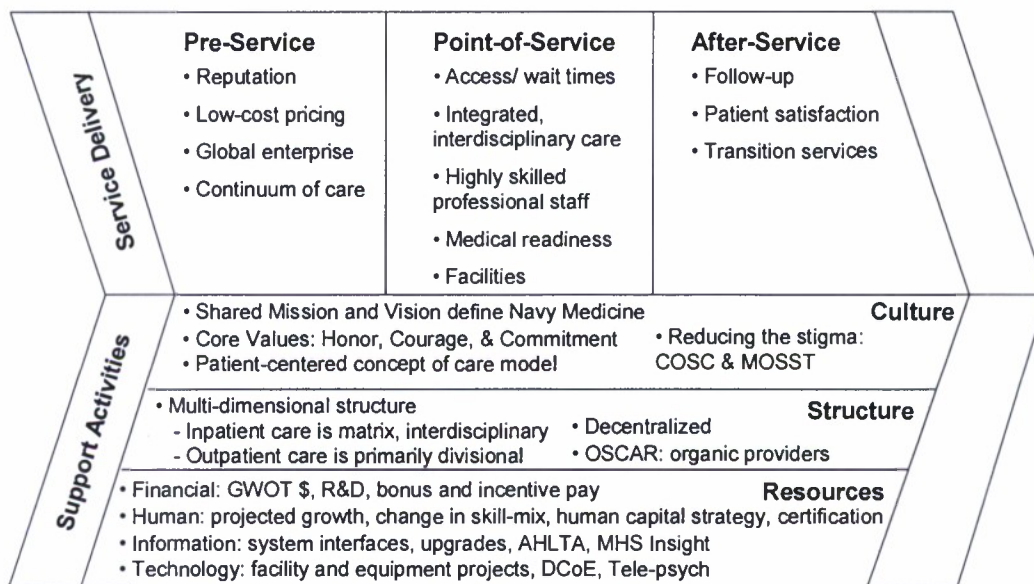 Service Delivery
Pre-Service
• Reputation
• Low-cost pricing
• Global enterprise
• Continuum of care
Point-of-Service
• Access/ wait times
• Integrated,
interdisciplinary care
• Highly skilled
professional staff
• Medical readiness
• Facilities
After-Service
• Follow-up
• Patient satisfaction
• Transition services
Support Activities
Culture
• Shared Mission and Vision define Navy Medicine
• Core Values: Honor, Courage, & Commitment
• Patient-centered concept of care model
• Reducing the stigma:
COSC & MOSST
Structure
• Multi-dimensional structure
- Inpatient care is matrix, interdisciplinary
- Outpatient care is primarily divisional
• Decentralized
• OSCAR: organic providers
Resources
• Financial: GWOT $, R&D, bonus and incentive pay
• Human: projected growth, change in skill-mix, human capital strategy, certification
• Information: system interfaces, upgrades, AHLTA, MHS Insight
• Technology: facility and equipment projects, DCoE, Tele-psych